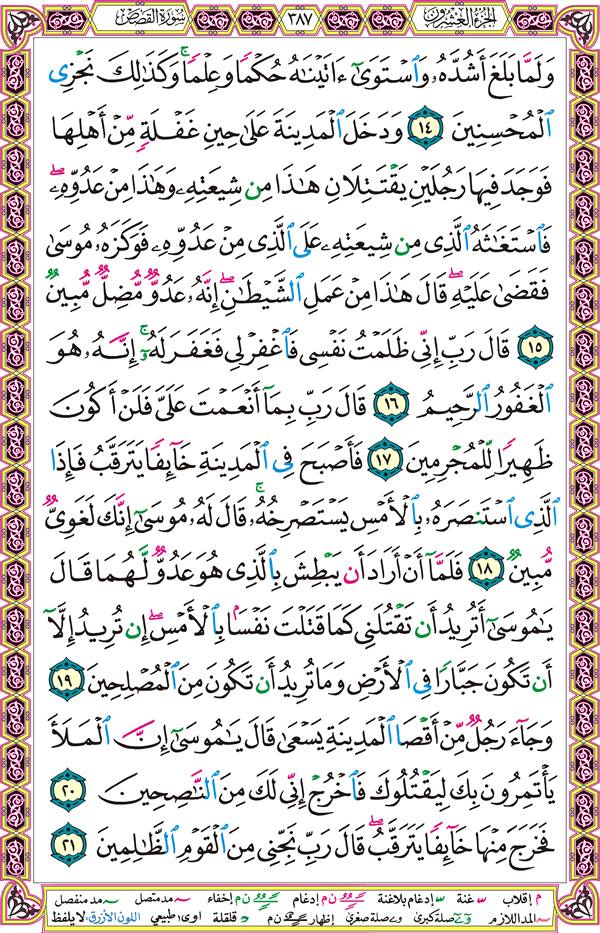 الجزء العشرون
٣٨٧
سورة القصص
وَلَمَّا بَلَغَ أَشُدَّهُۥ وَٱسْتَوَىٰٓ ءَاتَيْنَٰهُ حُكْمًا وَعِلْمًا ۚ وَكَذَٰلِكَ نَجْزِى
ٱلْمُحْسِنِينَ ١٤ وَدَخَلَ ٱلْمَدِينَةَ عَلَىٰ حِينِ غَفْلَةٍ مِّنْ أَهْلِهَا
فَوَجَدَ فِيهَا رَجُلَيْنِ يَقْتَتِلَانِ هَٰذَا مِن شِيعَتِهِۦ وَهَٰذَا مِنْ عَدُوِّهِۦ ۖ
فَٱسْتَغَٰثَهُ ٱلَّذِى مِن شِيعَتِهِۦ عَلَى ٱلَّذِى مِنْ عَدُوِّهِۦ فَوَكَزَهُۥ مُوسَىٰ
فَقَضَىٰ عَلَيْهِ ۖ قَالَ هَٰذَا مِنْ عَمَلِ ٱلشَّيْطَٰنِ ۖ إِنَّهُۥ عَدُوٌّ مُّضِلٌّ مُّبِينٌ
١٥ قَالَ رَبِّ إِنِّى ظَلَمْتُ نَفْسِى فَٱغْفِرْ لِى فَغَفَرَ لَهُۥٓ ۚ إِنَّهُۥ هُوَ
ٱلْغَفُورُ ٱلرَّحِيمُ ١٦ قَالَ رَبِّ بِمَآ أَنْعَمْتَ عَلَىَّ فَلَنْ أَكُونَ
ظَهِيرًا لِّلْمُجْرِمِينَ ١٧ فَأَصْبَحَ فِى ٱلْمَدِينَةِ خَآئِفًا يَتَرَقَّبُ فَإِذَا
ٱلَّذِى ٱسْتَنصَرَهُۥ بِٱلْأَمْسِ يَسْتَصْرِخُهُۥ ۚ قَالَ لَهُۥ مُوسَىٰٓ إِنَّكَ لَغَوِىٌّ
مُّبِينٌ ١٨ فَلَمَّآ أَنْ أَرَادَ أَن يَبْطِشَ بِٱلَّذِى هُوَ عَدُوٌّ لَّهُمَا قَالَ
يَٰمُوسَىٰٓ أَتُرِيدُ أَن تَقْتُلَنِى كَمَا قَتَلْتَ نَفْسًۢا بِٱلْأَمْسِ ۖ إِن تُرِيدُ إِلَّآ
أَن تَكُونَ جَبَّارًا فِى ٱلْأَرْضِ وَمَا تُرِيدُ أَن تَكُونَ مِنَ ٱلْمُصْلِحِينَ ١٩
وَجَآءَ رَجُلٌ مِّنْ أَقْصَا ٱلْمَدِينَةِ يَسْعَىٰ قَالَ يَٰمُوسَىٰٓ إِنَّ ٱلْمَلَأَ
يَأْتَمِرُونَ بِكَ لِيَقْتُلُوكَ فَٱخْرُجْ إِنِّى لَكَ مِنَ ٱلنَّٰصِحِينَ ٢٠
فَخَرَجَ مِنْهَا خَآئِفًا يَتَرَقَّبُ ۖ قَالَ رَبِّ نَجِّنِى مِنَ ٱلْقَوْمِ ٱلظَّٰلِمِينَ ٢١
م إقلاب غنة إدغام بلاغنة ن م إدغام ن م إخفاء مد متصل مد منفصل
المد اللازم صلة كبرى صلة صغرى إظهار ن م قلقلة اوى؛ طبيعي اللون الأزرق: لا يلفظ